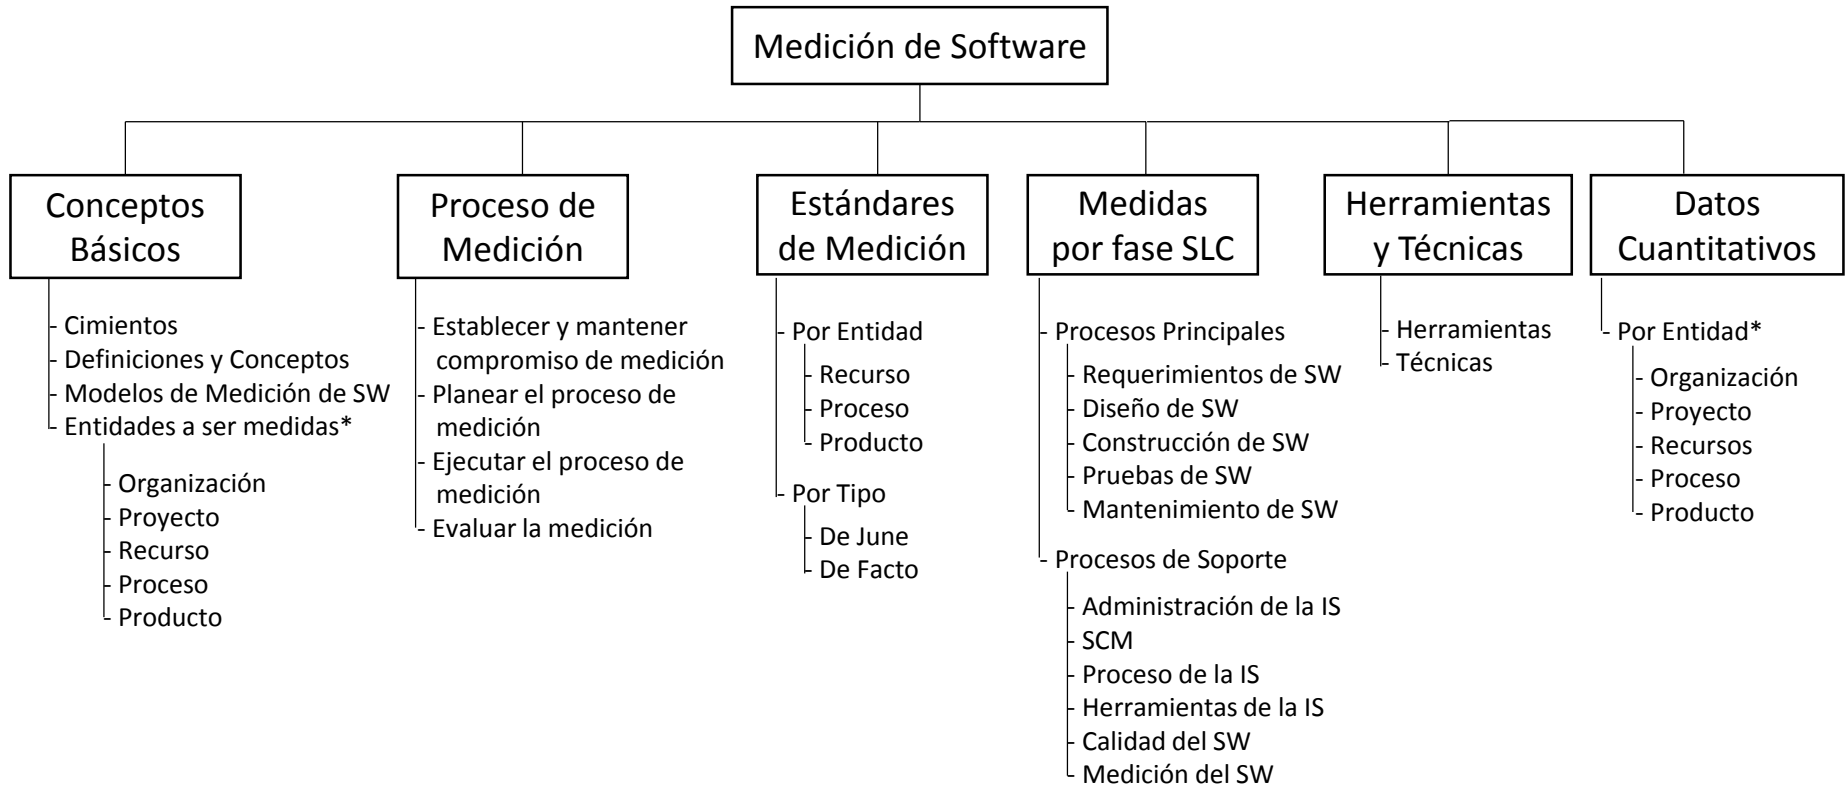 Medición de Software
Conceptos
Básicos
- Cimientos
- Definiciones y Conceptos
- Modelos de Medición de SW
- Entidades a ser medidas*
- Organización
- Proyecto
- Recurso
- Proceso
- Producto
Proceso de
Medición
- Establecer y mantener
compromiso de medición
- Planear el proceso de
medición
- Ejecutar el proceso de
medición
- Evaluar la medición
Estándares
de Medición
- Por Entidad
- Recurso
- Proceso
- Producto
- Por Tipo
- De June
- De Facto
Medidas
por fase SLC
- Procesos Principales
- Requerimientos de SW
- Diseño de SW
- Construcción de SW
- Pruebas de SW
- Mantenimiento de SW
- Procesos de Soporte
- Administración de la IS
- SCM
- Proceso de la IS
- Herramientas de la IS
- Calidad del SW
- Medición del SW
Herramientas
y Técnicas
- Herramientas
- Técnicas
Datos
Cuantitativos
- Por Entidad*
- Organización
- Proyecto
- Recursos
- Proceso
- Producto